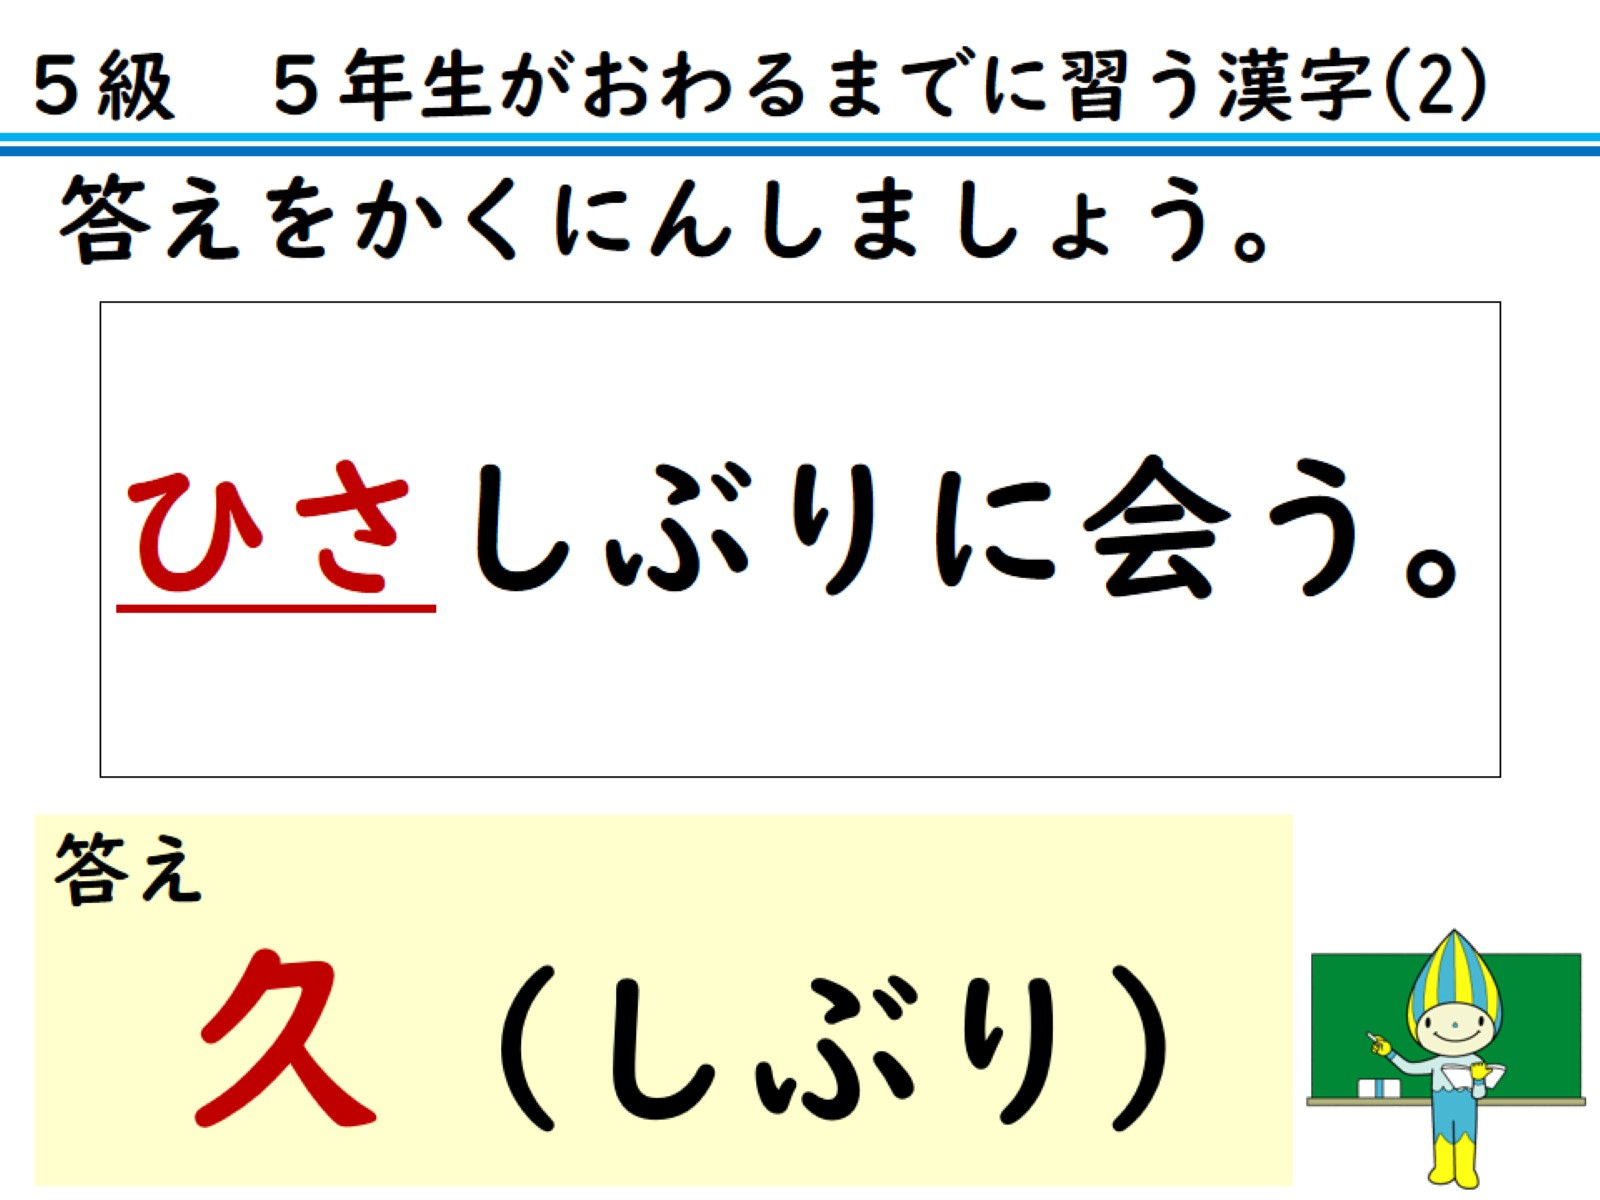 ５級　５年生がおわるまでに習う漢字(2)
答えをかくにんしましょう。
ひさしぶりに会う。
答え
久（しぶり）